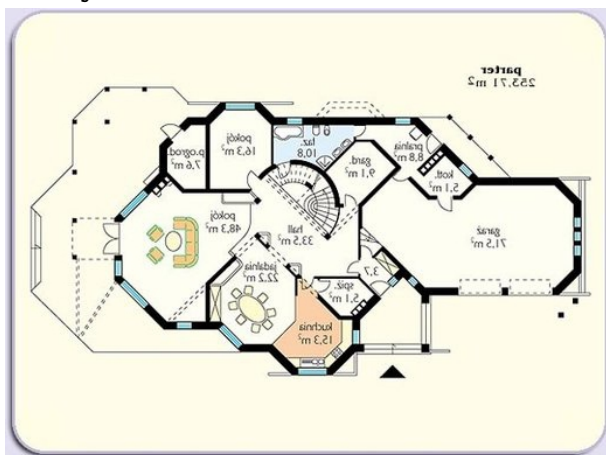 parter
253.71 m²
pokój
16.3 m²
łaz.
10,8
pralnia
8,8 m²
p.ogrod.
7,6 m²
gard.
9,1 m²
kotł.
5,1 m²
pokój
48,3 m²
hall
33,5 m²
garaż
71,5 m²
jadalnia
22,2 m²
3,7
spiż.
5,1 m²
kuchnia
15,3 m²